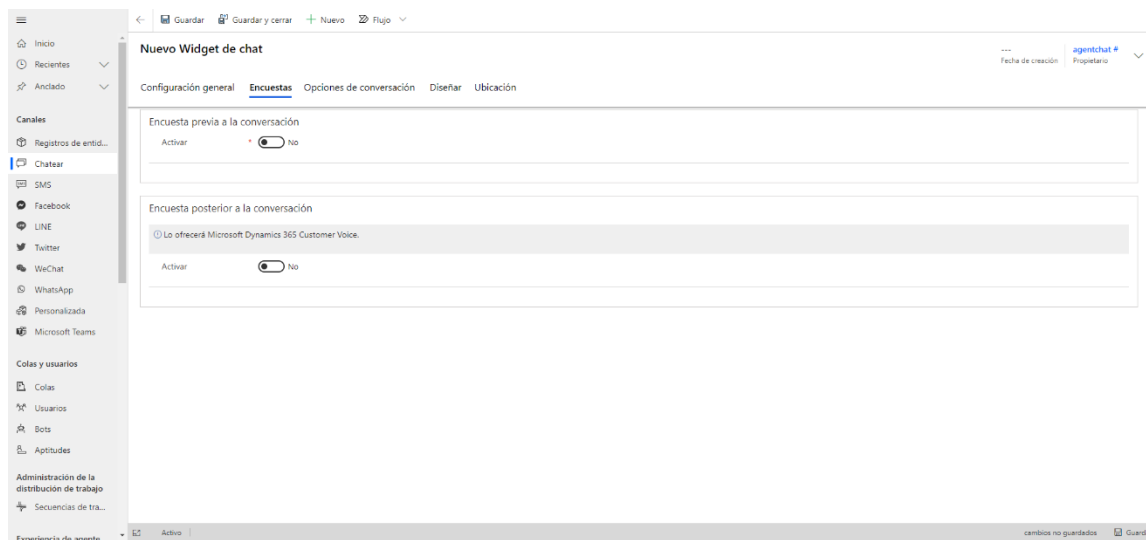 Guardar
Guardar y cerrar
Nuevo
Flujo
Inicio
Recientes
Anclado
Canales
Registros de entid...
Chatear
SMS
Facebook
LINE
Twitter
WeChat
WhatsApp
Personalizada
Microsoft Teams
Colas y usuarios
Colas
Usuarios
Bots
Aptitudes
Administración de la
distribución de trabajo
Secuencias de tra...
Experiencia de agente
Nuevo Widget de chat
---
Fecha de creación
agentchat #
Propietario
Configuración general Encuestas Opciones de conversación Diseñar Ubicación
Encuesta previa a la conversación
Activar * No
Encuesta posterior a la conversación
Lo ofrecerá Microsoft Dynamics 365 Customer Voice.
Activar No
Activo
cambios no guardados
Guard